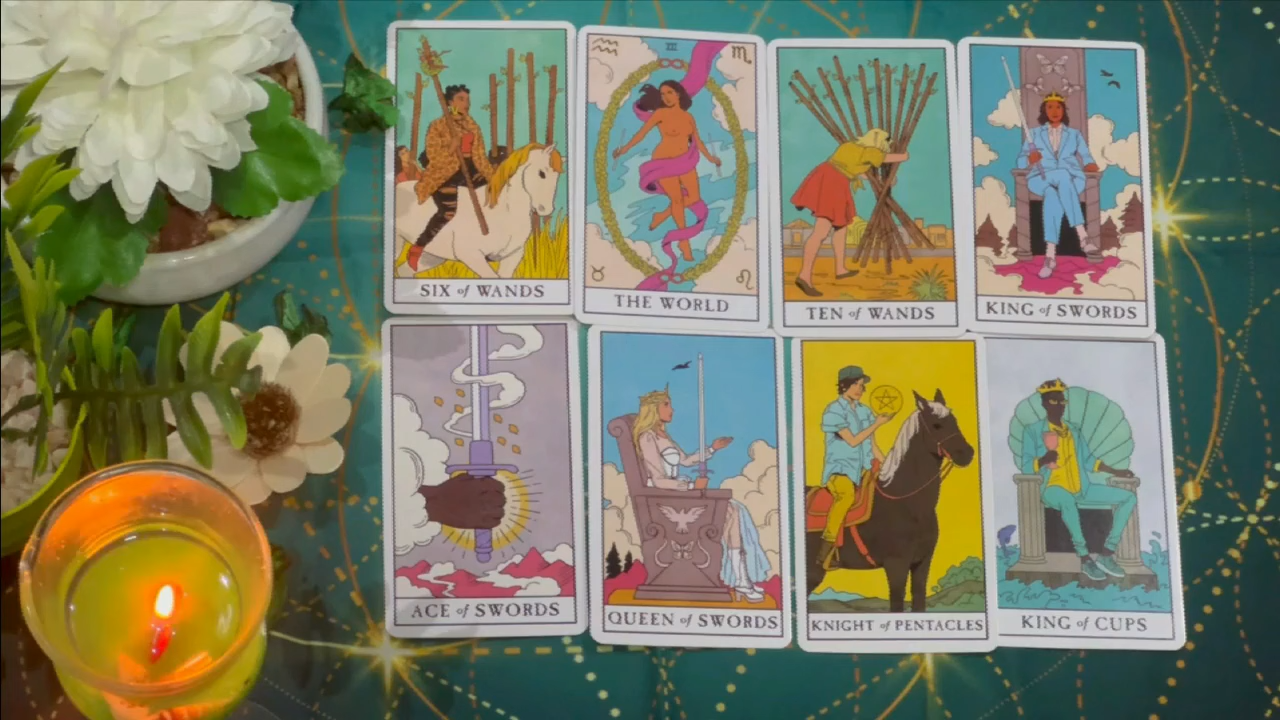 SIX of WANDS
THE WORLD
TEN of WANDS
KING of SWORDS
ACE of SWORDS
QUEEN of SWORDS
KNIGHT of PENTACLES
KING of CUPS